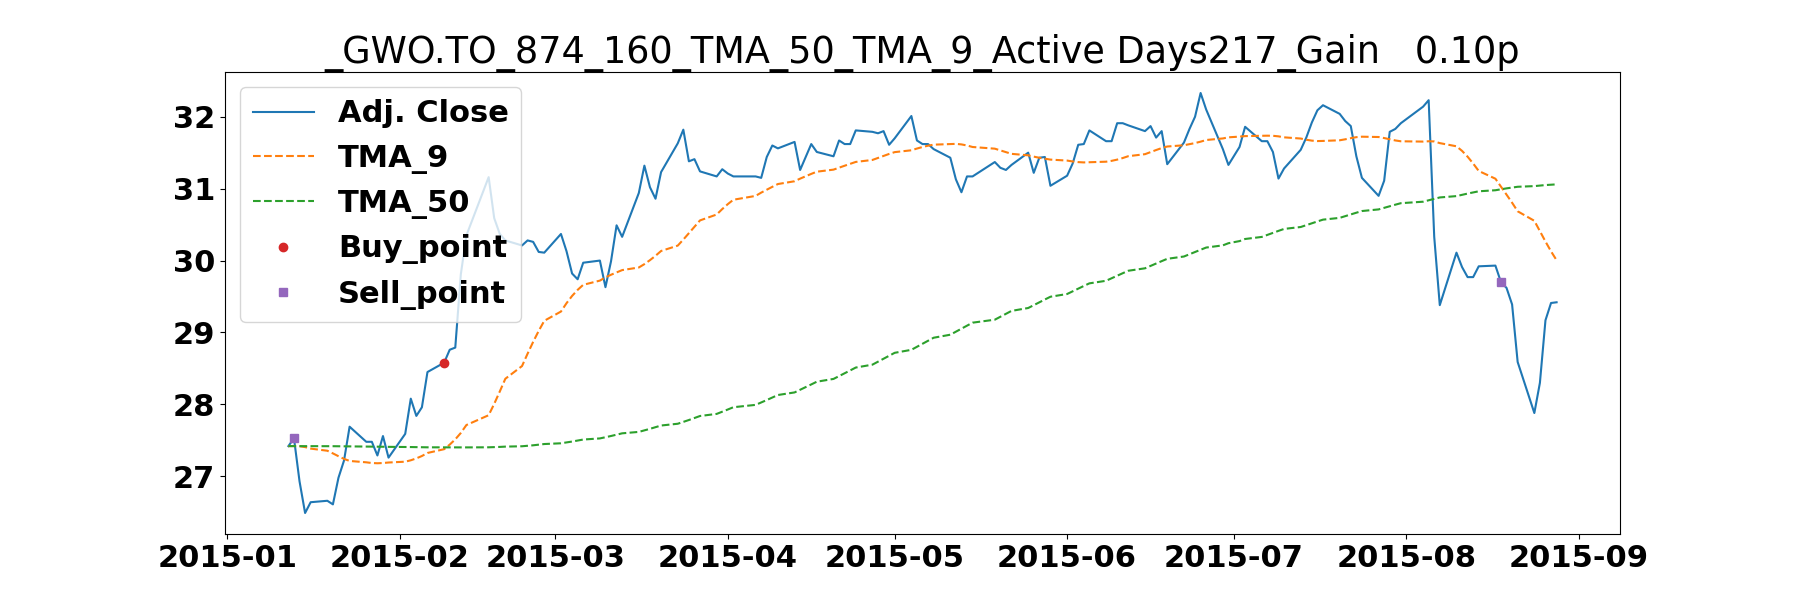 _GWO.TO_874_160_TMA_50_TMA_9_Active Days217_Gain   0.10p
Adj. Close
TMA_9
TMA_50
Buy_point
Sell_point
32
31
30
29
28
27
2015-01 2015-02 2015-03 2015-04 2015-05 2015-06 2015-07 2015-08 2015-09